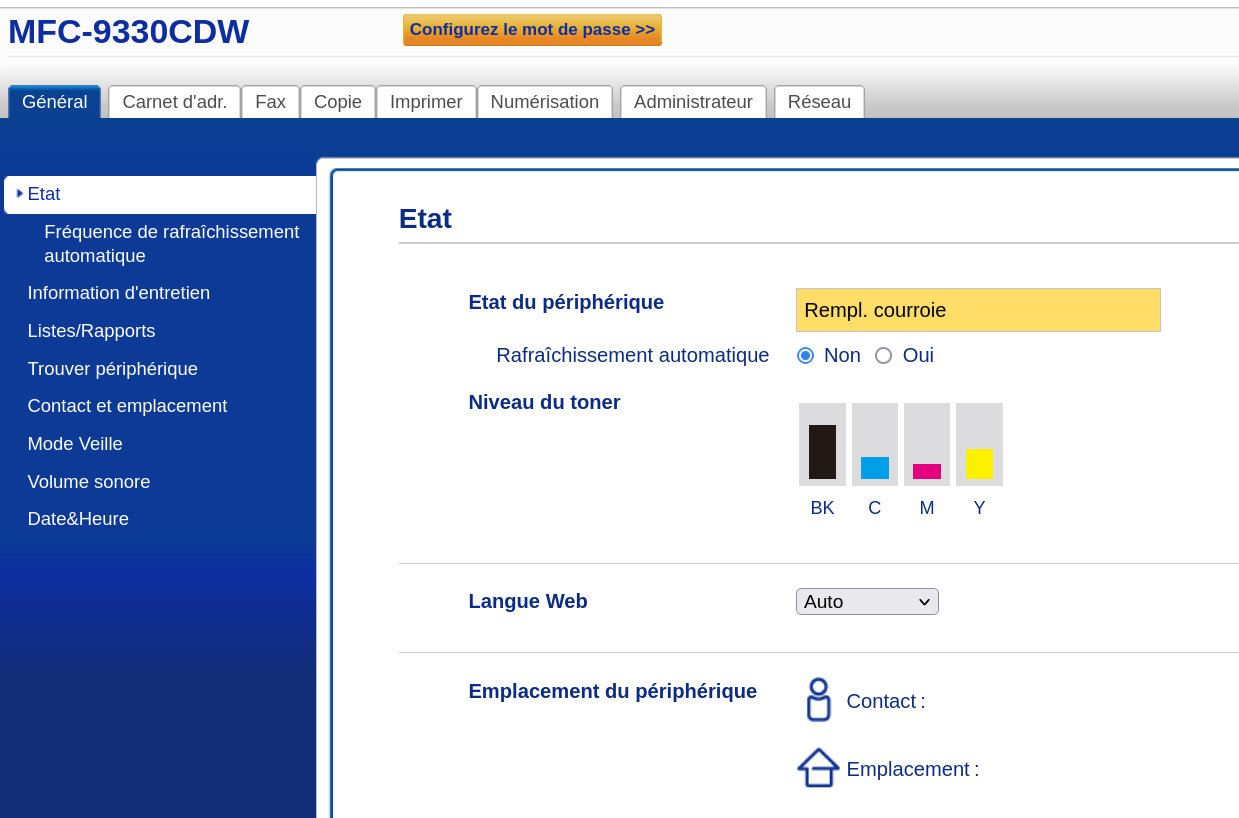 MFC-9330CDW
Configurez le mot de passe >>
Général
Carnet d'adr.
Fax
Copie
Imprimer
Numérisation
Administrateur
Réseau
Etat
Fréquence de rafraîchissement
automatique
Information d'entretien
Listes/Rapports
Trouver périphérique
Contact et emplacement
Mode Veille
Volume sonore
Date&Heure
Etat
Etat du périphérique
Rempl. courroie
Rafraîchissement automatique
Non
Oui
Niveau du toner
BK
C
M
Y
Langue Web
Auto
Emplacement du périphérique
Contact :
Emplacement :